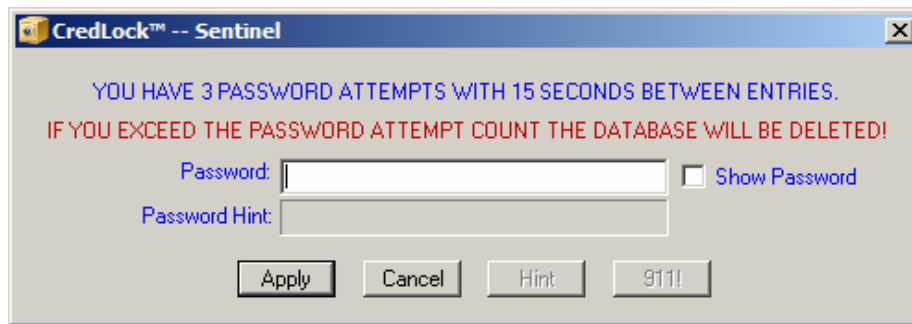 CredLock™ -- Sentinel
YOU HAVE 3 PASSWORD ATTEMPTS WITH 15 SECONDS BETWEEN ENTRIES.
IF YOU EXCEED THE PASSWORD ATTEMPT COUNT THE DATABASE WILL BE DELETED!
Password: Show Password
Password Hint:
Apply Cancel Hint 911!